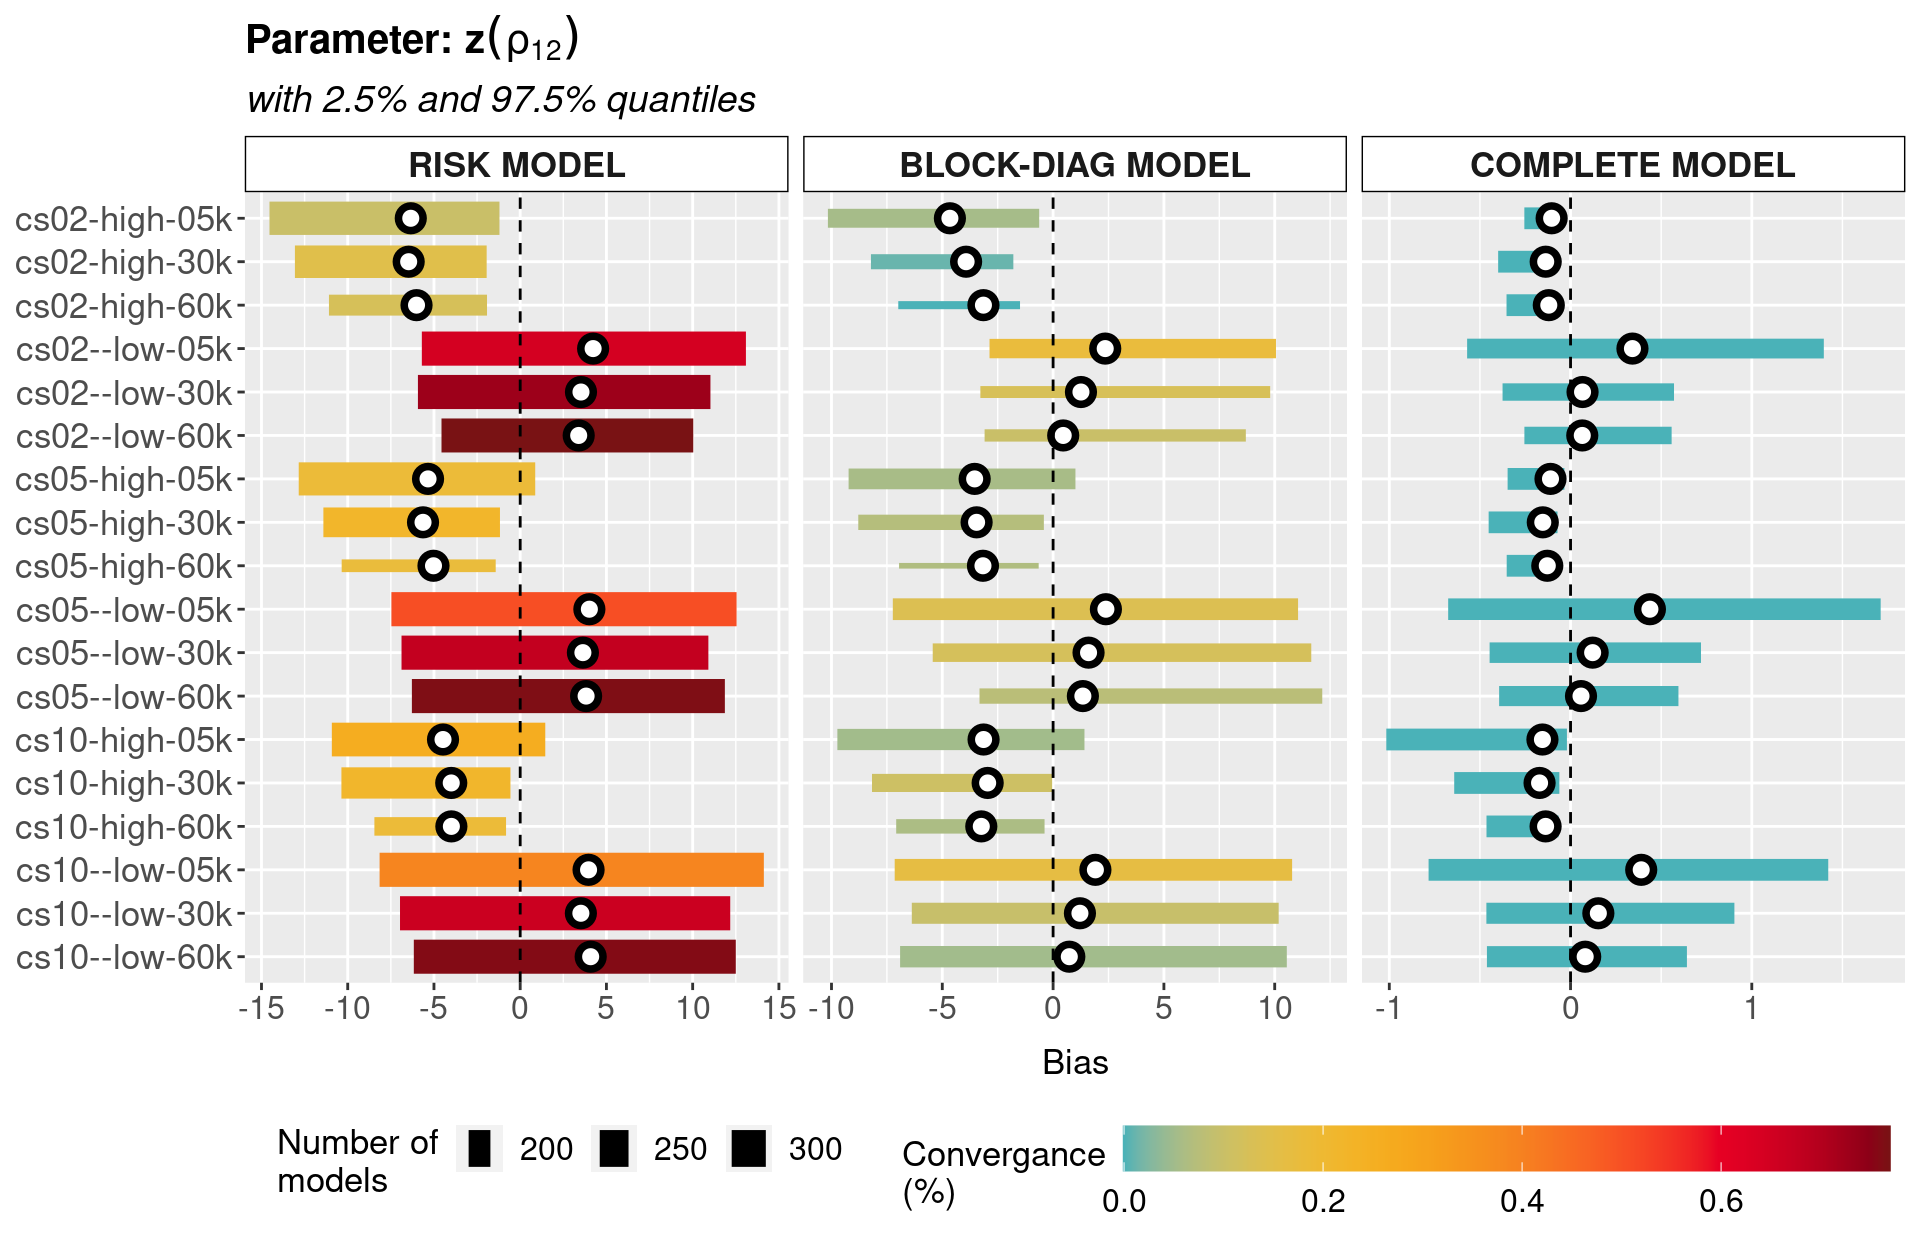 Parameter: z(ρ12)
with 2.5% and 97.5% quantiles
RISK MODEL BLOCK-DIAG MODEL COMPLETE MODEL
cs02-high-05k
cs02-high-30k
cs02-high-60k
cs02--low-05k
cs02--low-30k
cs02--low-60k
cs05-high-05k
cs05-high-30k
cs05-high-60k
cs05--low-05k
cs05--low-30k
cs05--low-60k
cs10-high-05k
cs10-high-30k
cs10-high-60k
cs10--low-05k
cs10--low-30k
cs10--low-60k
-15 -10 -5 0 5 10 15 -10 -5 0 5 10 -1 0 1
Bias
Number of models 200 250 300
Convergance (%)
0.0 0.2 0.4 0.6